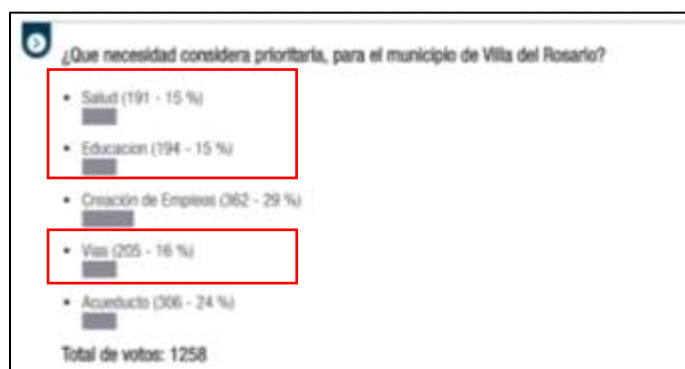 ¿Que necesidad considera prioritaria, para el municipio de Villa del Rosario?
• Salud (191 - 15 %)
• Educacion (194 - 15 %)
• Creación de Empleos (362 - 29 %)
• Vias (205 - 16 %)
• Acueducto (306 - 24 %)
Total de votos: 1258